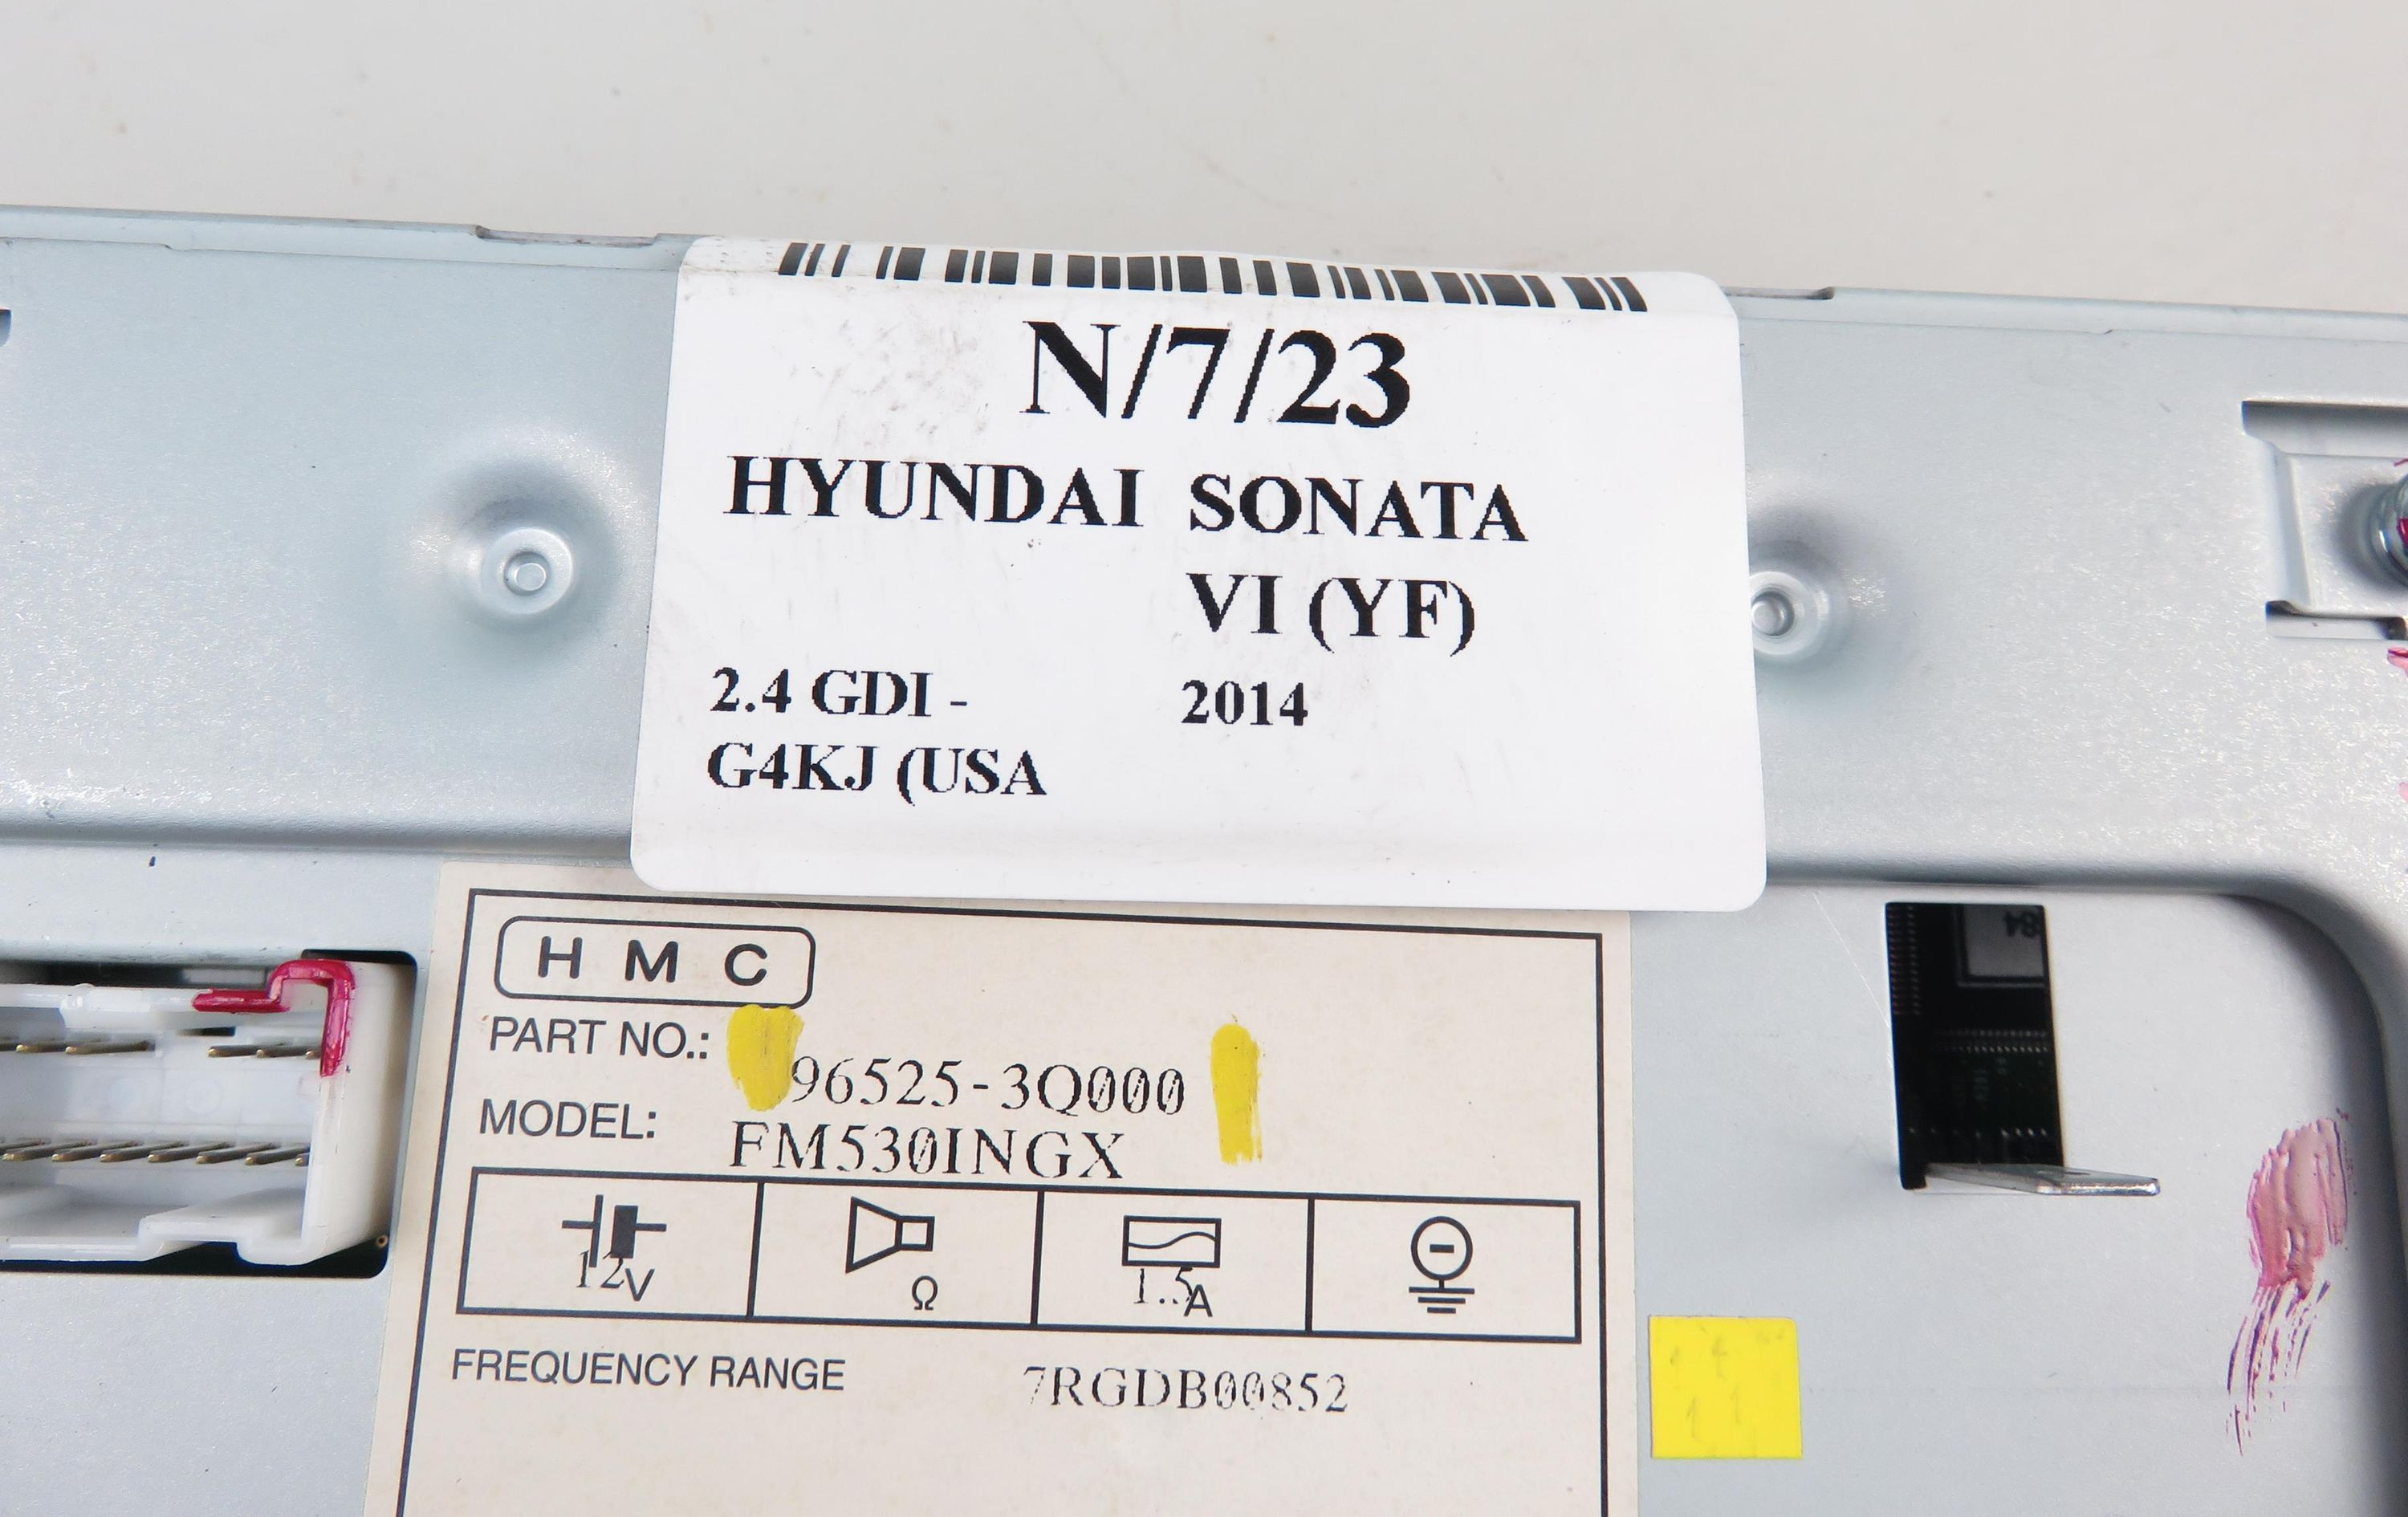 N/7/23
HYUNDAI SONATA
VI (YF)
2.4 GDI - 2014
G4KJ (USA
H M C
PART NO.: 96525-3Q000
MODEL: FM530INGX
12V Ω 1.5A
FREQUENCY RANGE 7RGDB00852
84